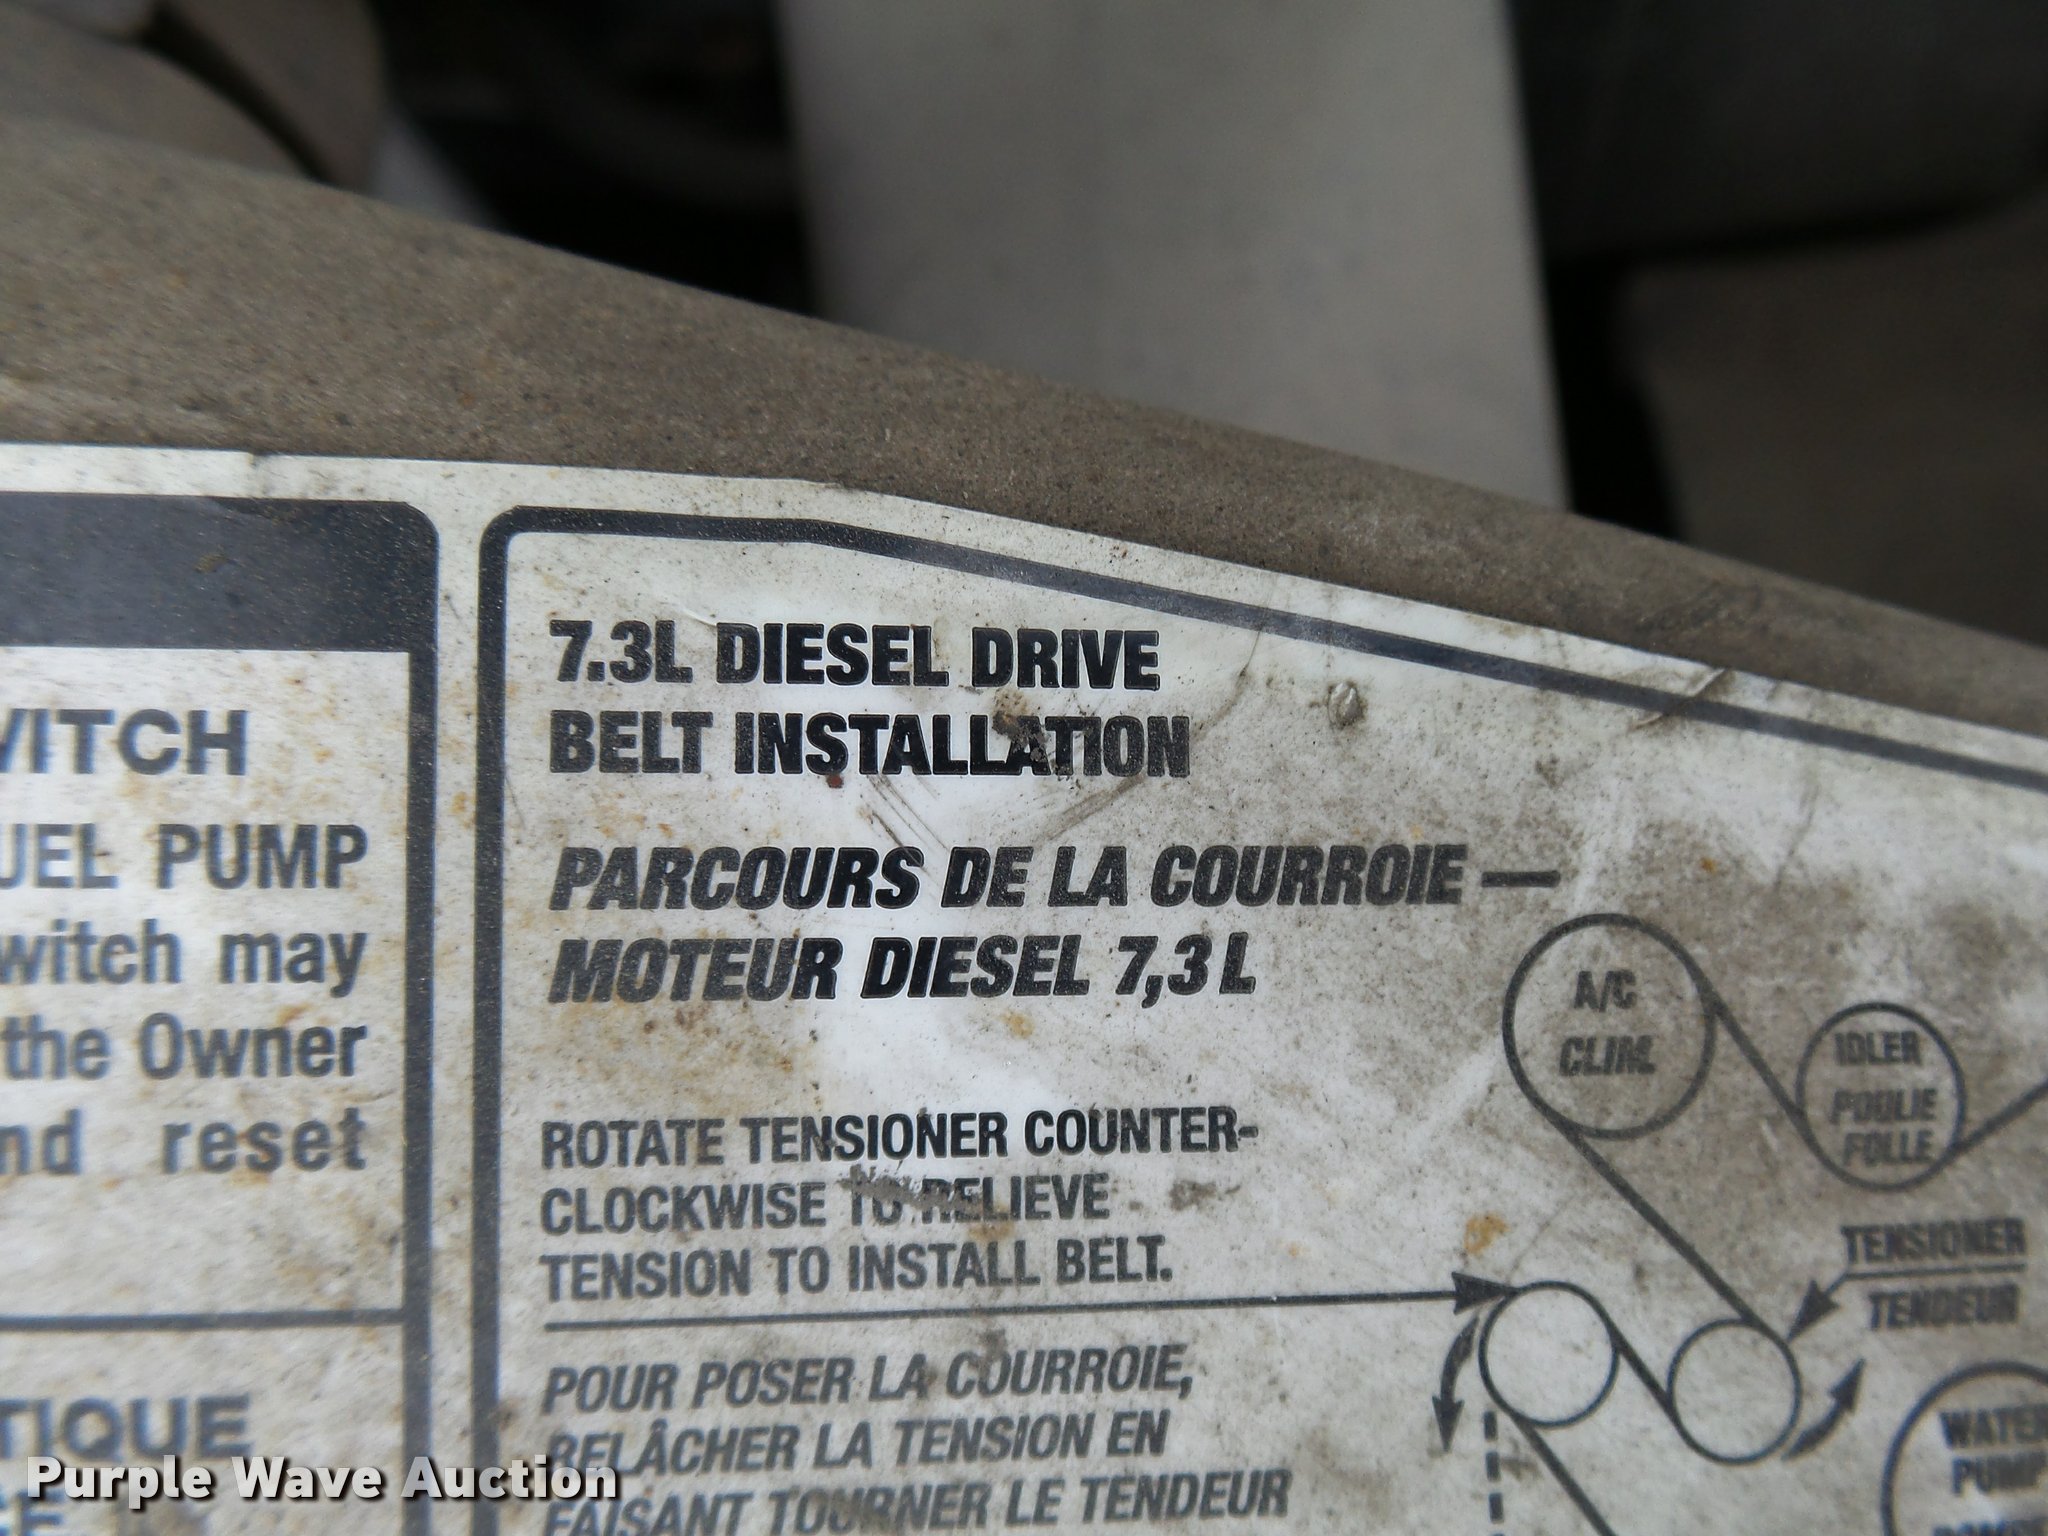 VITCH
UEL PUMP
witch may
the Owner
nd reset
TIQUE
7.3L DIESEL DRIVE
BELT INSTALLATION
PARCOURS DE LA COURROIE —
MOTEUR DIESEL 7,3 L
ROTATE TENSIONER COUNTER-
CLOCKWISE TO RELIEVE
TENSION TO INSTALL BELT.
POUR POSER LA COURROIE,
RELÂCHER LA TENSION EN
FAISANT TOURNER LE TENDEUR
A/C
CLIM.
IDLER
POULIE
FOLLE
TENSIONER
TENDEUR
WATER
PUMP
Purple Wave Auction